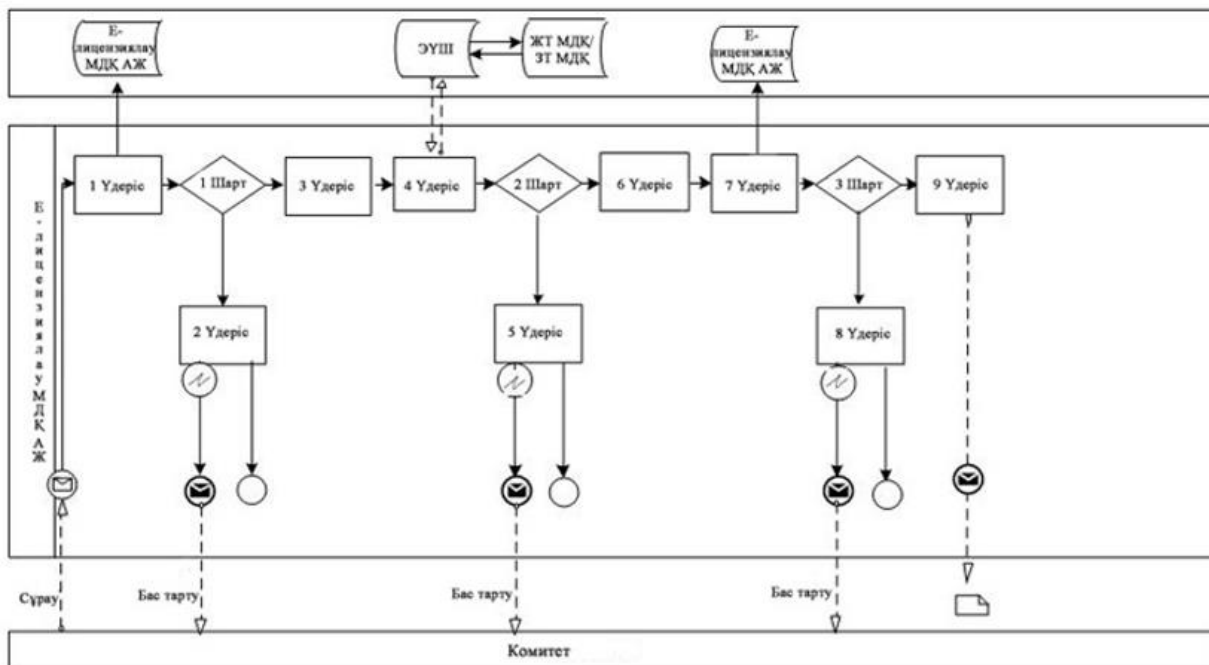 Е-
лицензиялау
МДҚ АЖ
ЭҮШ
ЖТ МДҚ/
ЗТ МДҚ
Е-
лицензиялау
МДҚ АЖ
1 Үдеріс
1 Шарт
3 Үдеріс
4 Үдеріс
2 Шарт
6 Үдеріс
7 Үдеріс
3 Шарт
9 Үдеріс
Е-лицензиялау МДҚ АЖ
2 Үдеріс
5 Үдеріс
8 Үдеріс
Сұрау
Бас тарту
Бас тарту
Бас тарту
Комитет